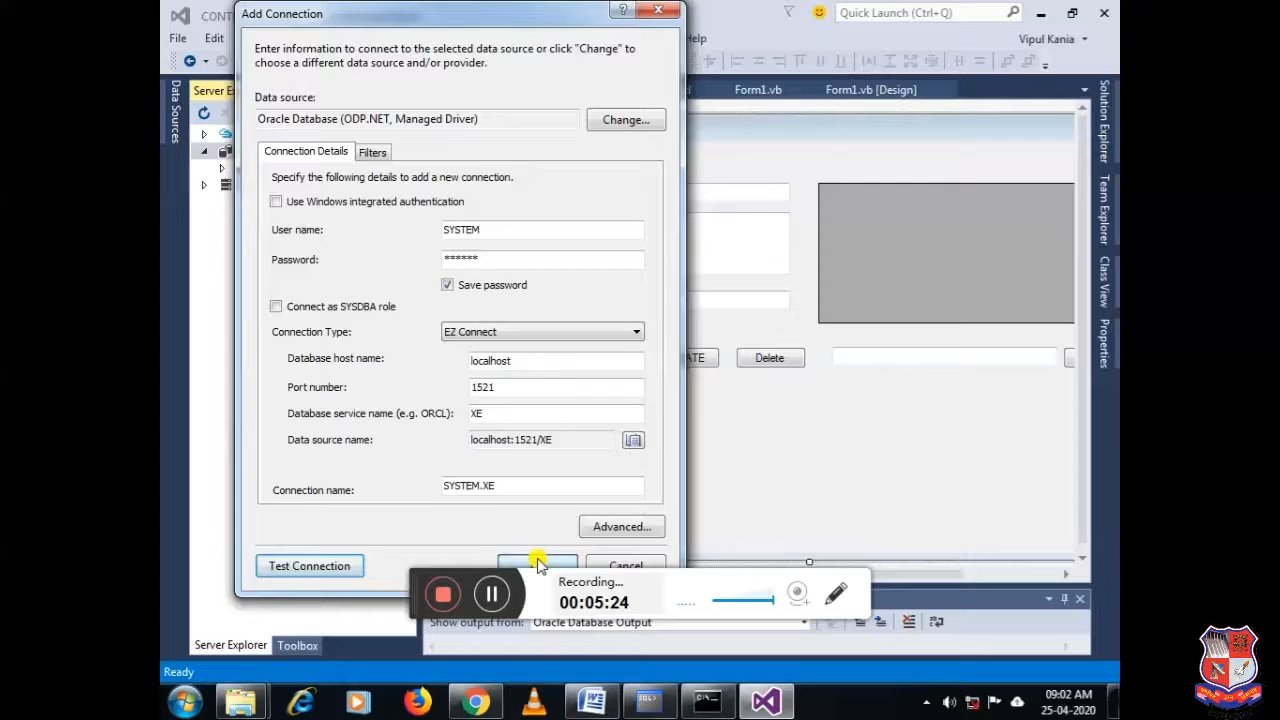 Add Connection
CONT
Quick Launch (Ctrl+Q)
File
Edit
Help
Vipul Kania
Enter information to connect to the selected data source or click "Change" to
choose a different data source and/or provider.
Data source:
Oracle Database (ODP.NET, Managed Driver)
Change...
Connection Details
Filters
Specify the following details to add a new connection.
Use Windows integrated authentication
User name:
SYSTEM
Password:
******
Save password
Connect as SYSDBA role
Connection Type:
EZ Connect
Database host name:
localhost
Port number:
1521
Database service name (e.g. ORCL):
XE
Data source name:
localhost:1521/XE
Connection name:
SYSTEM.XE
Advanced...
Test Connection
Cancel
Data Sources
Server Ex
Form1.vb
Form1.vb [Design]
ATE
Delete
Solution Explorer
Team Explorer
Class View
Properties
Recording...
00:05:24
Show output from:
Oracle Database Output
Server Explorer
Toolbox
Ready
09:02 AM
25-04-2020